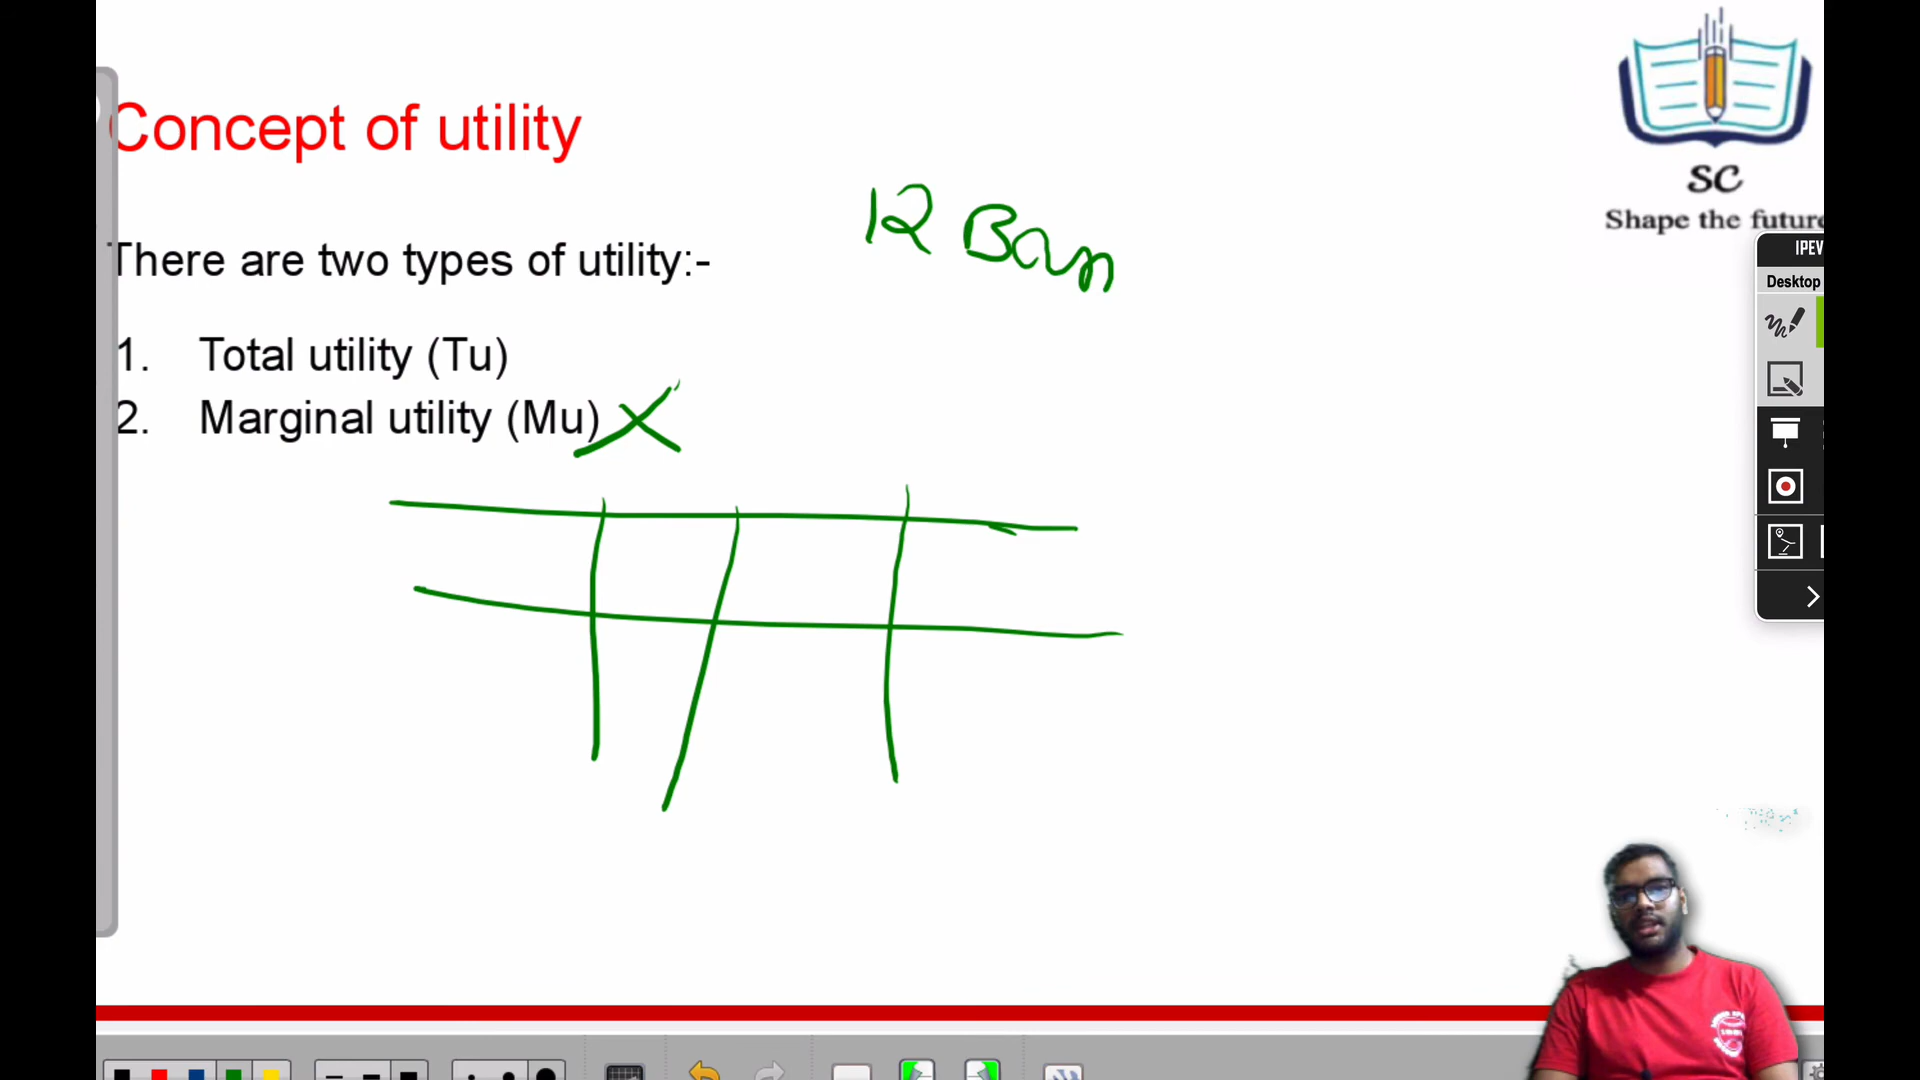 Concept of utility
SC
Shape the future
12 Ban
There are two types of utility:-
IPEV
Desktop
1. Total utility (Tu)
2. Marginal utility (Mu)